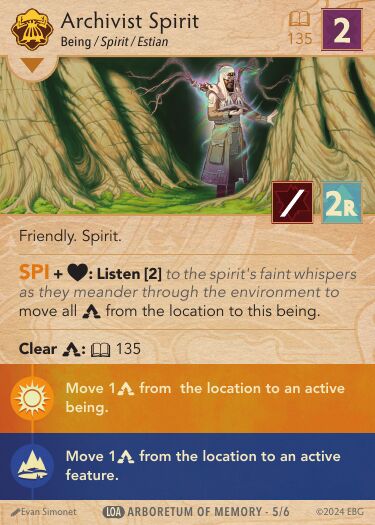 Archivist Spirit
Being / Spirit / Estian
135
2
2R
Friendly. Spirit.
SPI + : Listen [2] to the spirit's faint whispers
as they meander through the environment to
move all from the location to this being.
Clear : 135
Move 1 from the location to an active
being.
Move 1 from the location to an active
feature.
Evan Simonet
LOA ARBORETUM OF MEMORY - 5/6
©2024 EBG